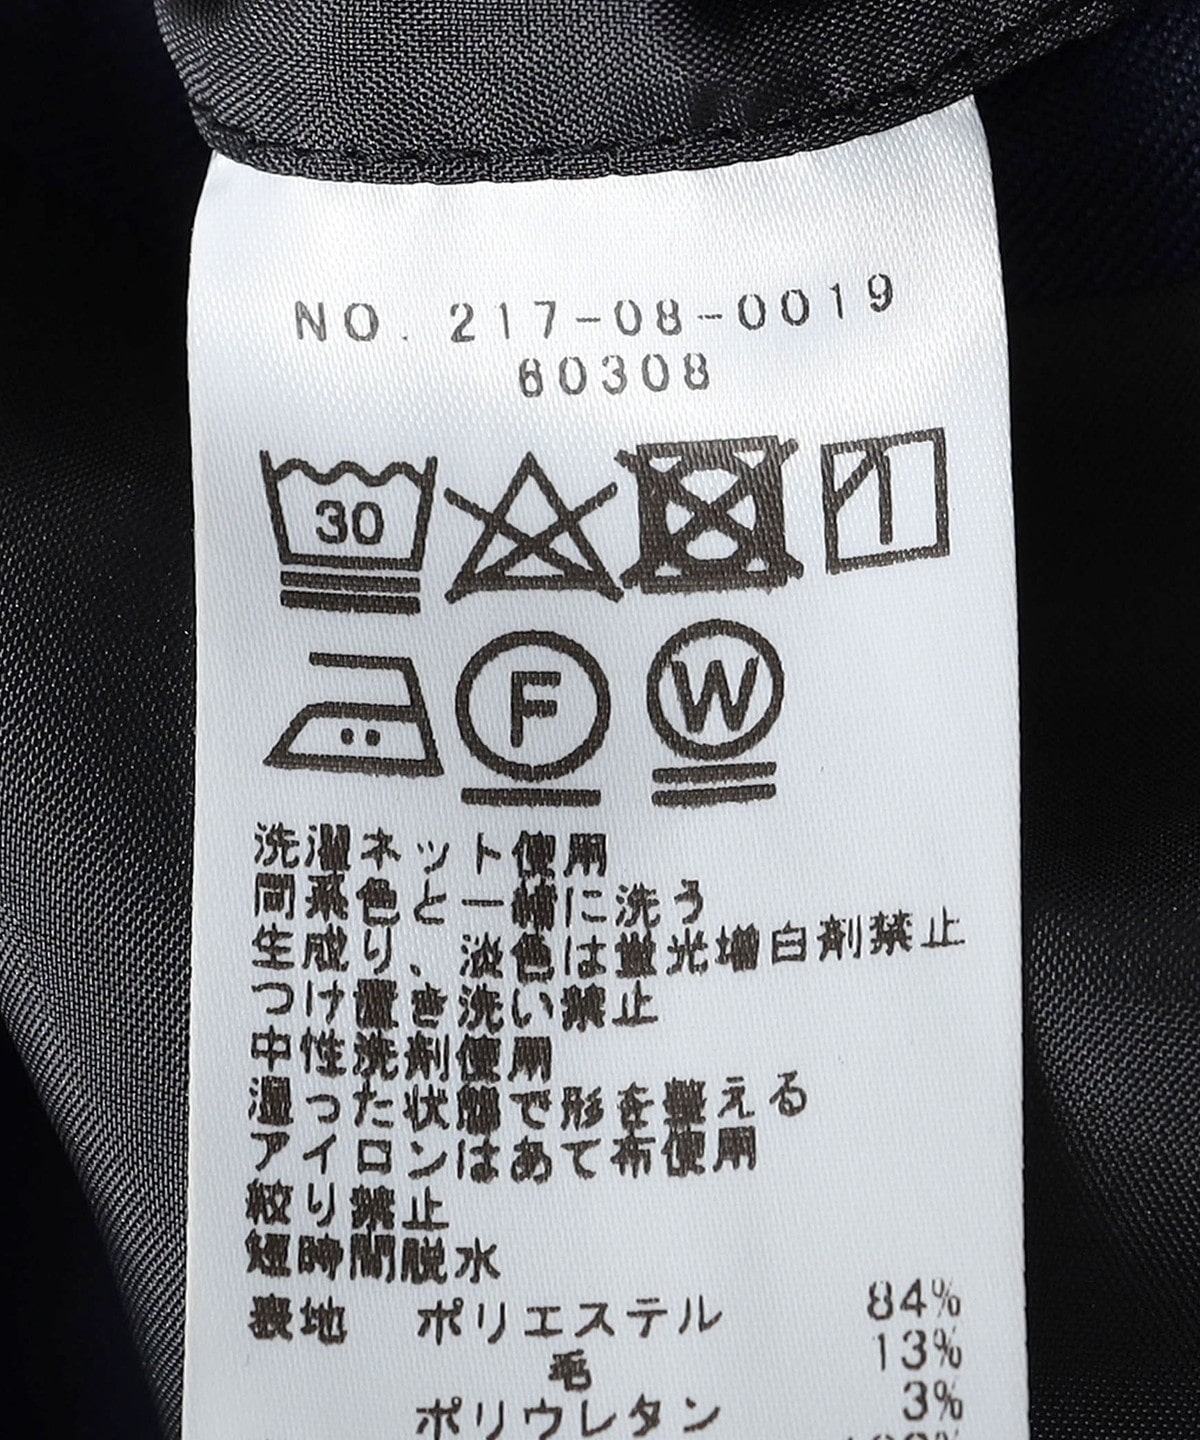 NO. 217-08-0019
60308
30
F
W
洗濯ネット使用
同系色と一緒に洗う
生成り、淡色は蛍光増白剤禁止
つけ置き洗い禁止
中性洗剤使用
湿った状態で形を整える
アイロンはあて布使用
絞り禁止
短時間脱水
表地 ポリエステル 84%
毛 13%
ポリウレタン 3%